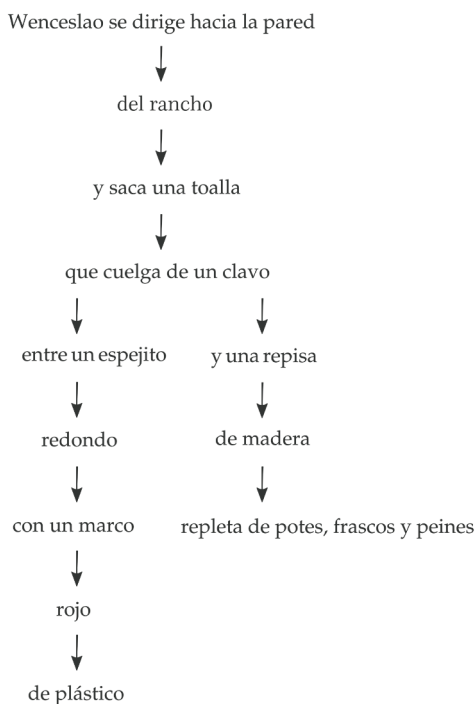 Wenceslao se dirige hacia la pared
del rancho
y saca una toalla
que cuelga de un clavo
entre un espejito
y una repisa
redondo
de madera
con un marco
repleta de potes, frascos y peines
rojo
de plástico